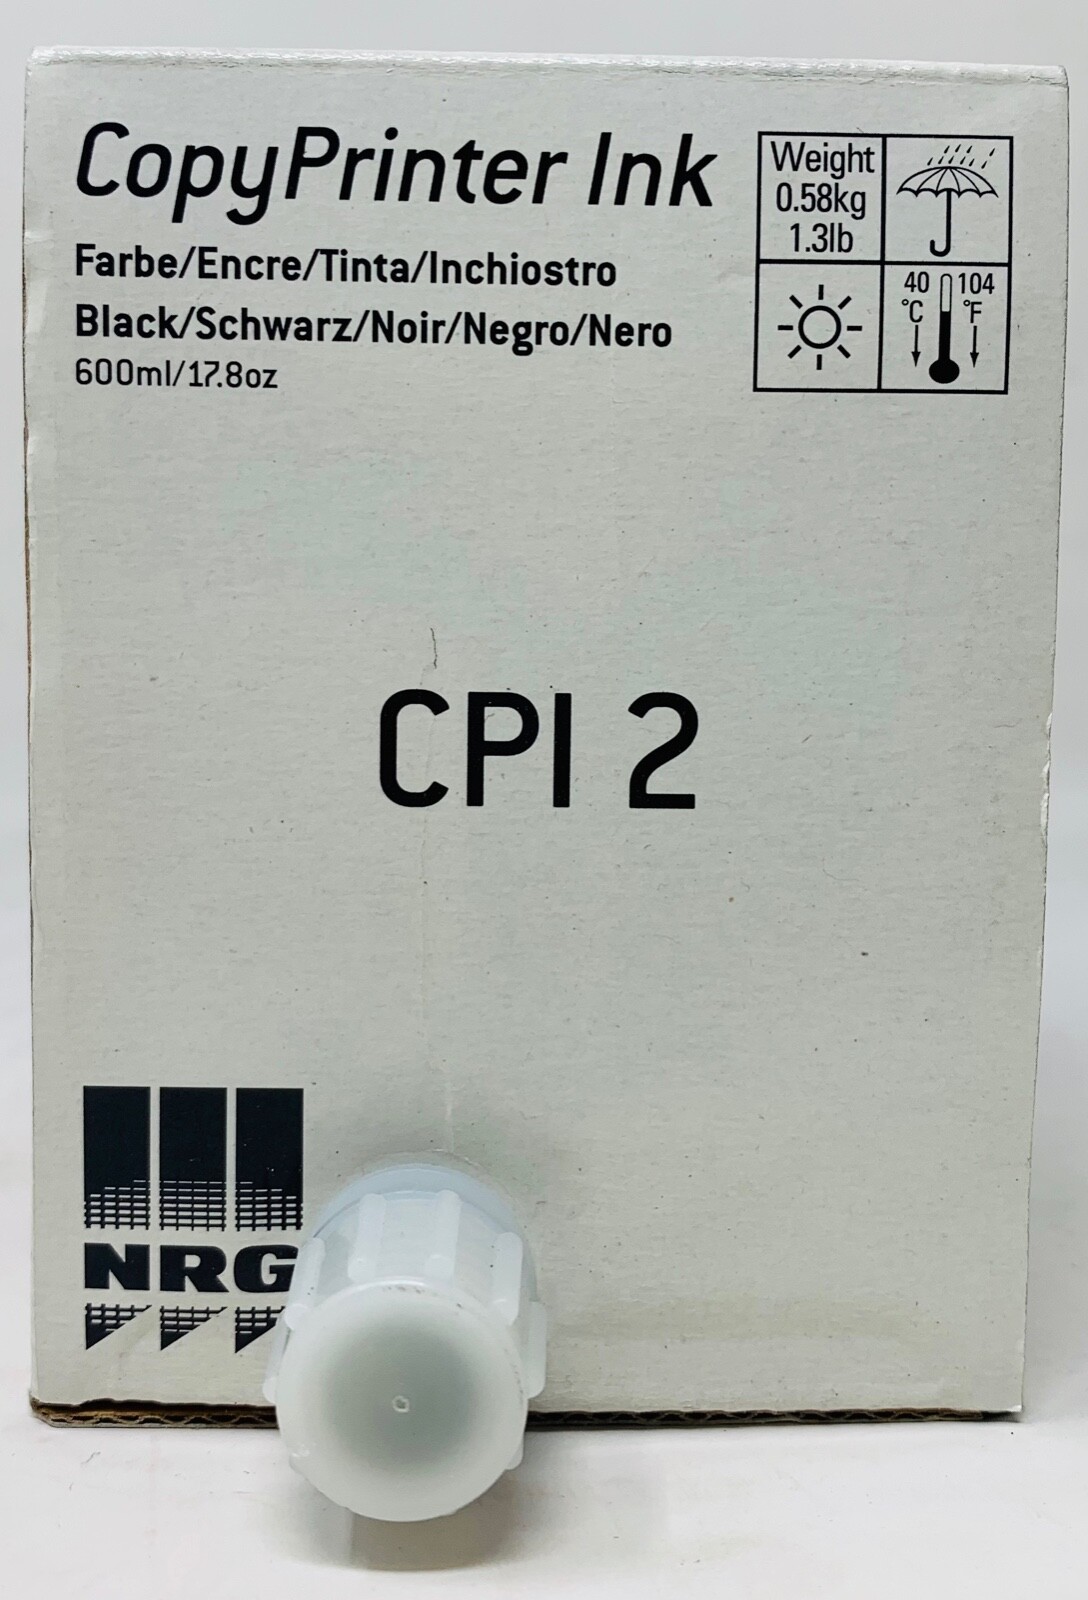 CopyPrinter Ink
Farbe/Encre/Tinta/Inchiostro
Black/Schwarz/Noir/Negro/Nero
600ml/17.8oz
Weight
0.58kg
1.3lb
40 104
°C °F
CPI 2
NRG